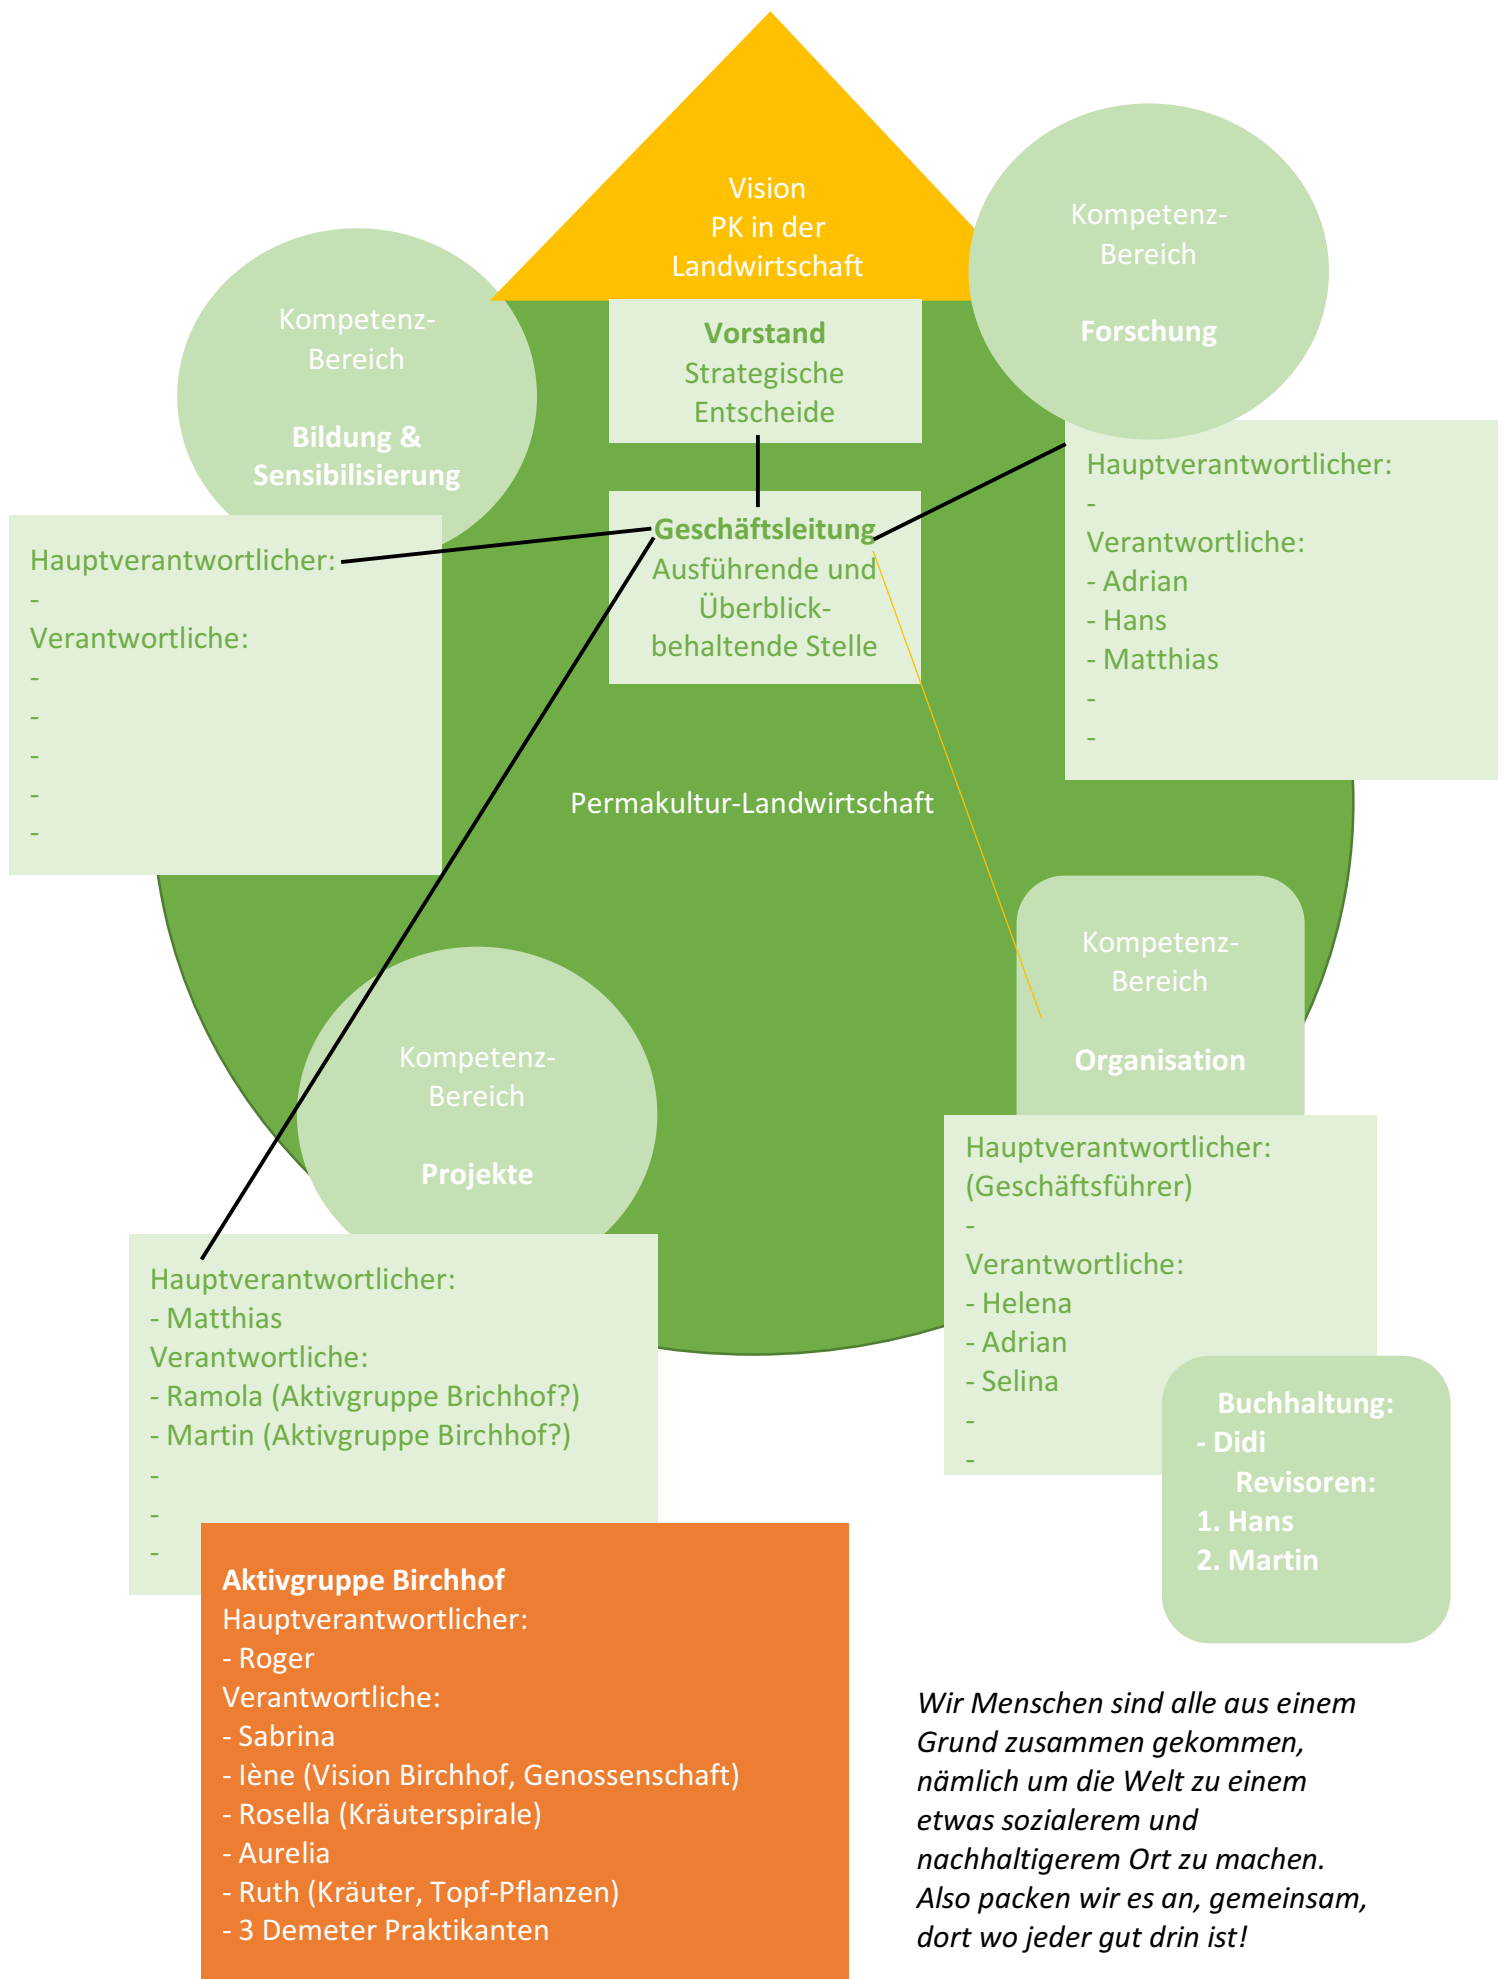 Vision
PK in der
Landwirtschaft
Kompetenz-
Bereich
Forschung
Kompetenz-
Bereich
Bildung &
Sensibilisierung
Vorstand
Strategische
Entscheide
Geschäftsleitung
Ausführende und
Überblick-
behaltende Stelle
Hauptverantwortlicher:
-
Verantwortliche:
- Adrian
- Hans
- Matthias
-
-
Hauptverantwortlicher:
-
Verantwortliche:
-
-
-
-
-
Permakultur-Landwirtschaft
Kompetenz-
Bereich
Organisation
Kompetenz-
Bereich
Projekte
Hauptverantwortlicher:
(Geschäftsführer)
-
Verantwortliche:
- Helena
- Adrian
- Selina
-
-
Hauptverantwortlicher:
- Matthias
Verantwortliche:
- Ramola (Aktivgruppe Brichhof?)
- Martin (Aktivgruppe Birchhof?)
-
-
-
Buchhaltung:
- Didi
Revisoren:
1. Hans
2. Martin
Aktivgruppe Birchhof
Hauptverantwortlicher:
- Roger
Verantwortliche:
- Sabrina
- Iène (Vision Birchhof, Genossenschaft)
- Rosella (Kräuterspirale)
- Aurelia
- Ruth (Kräuter, Topf-Pflanzen)
- 3 Demeter Praktikanten
Wir Menschen sind alle aus einem
Grund zusammen gekommen,
nämlich um die Welt zu einem
etwas sozialerem und
nachhaltigerem Ort zu machen.
Also packen wir es an, gemeinsam,
dort wo jeder gut drin ist!